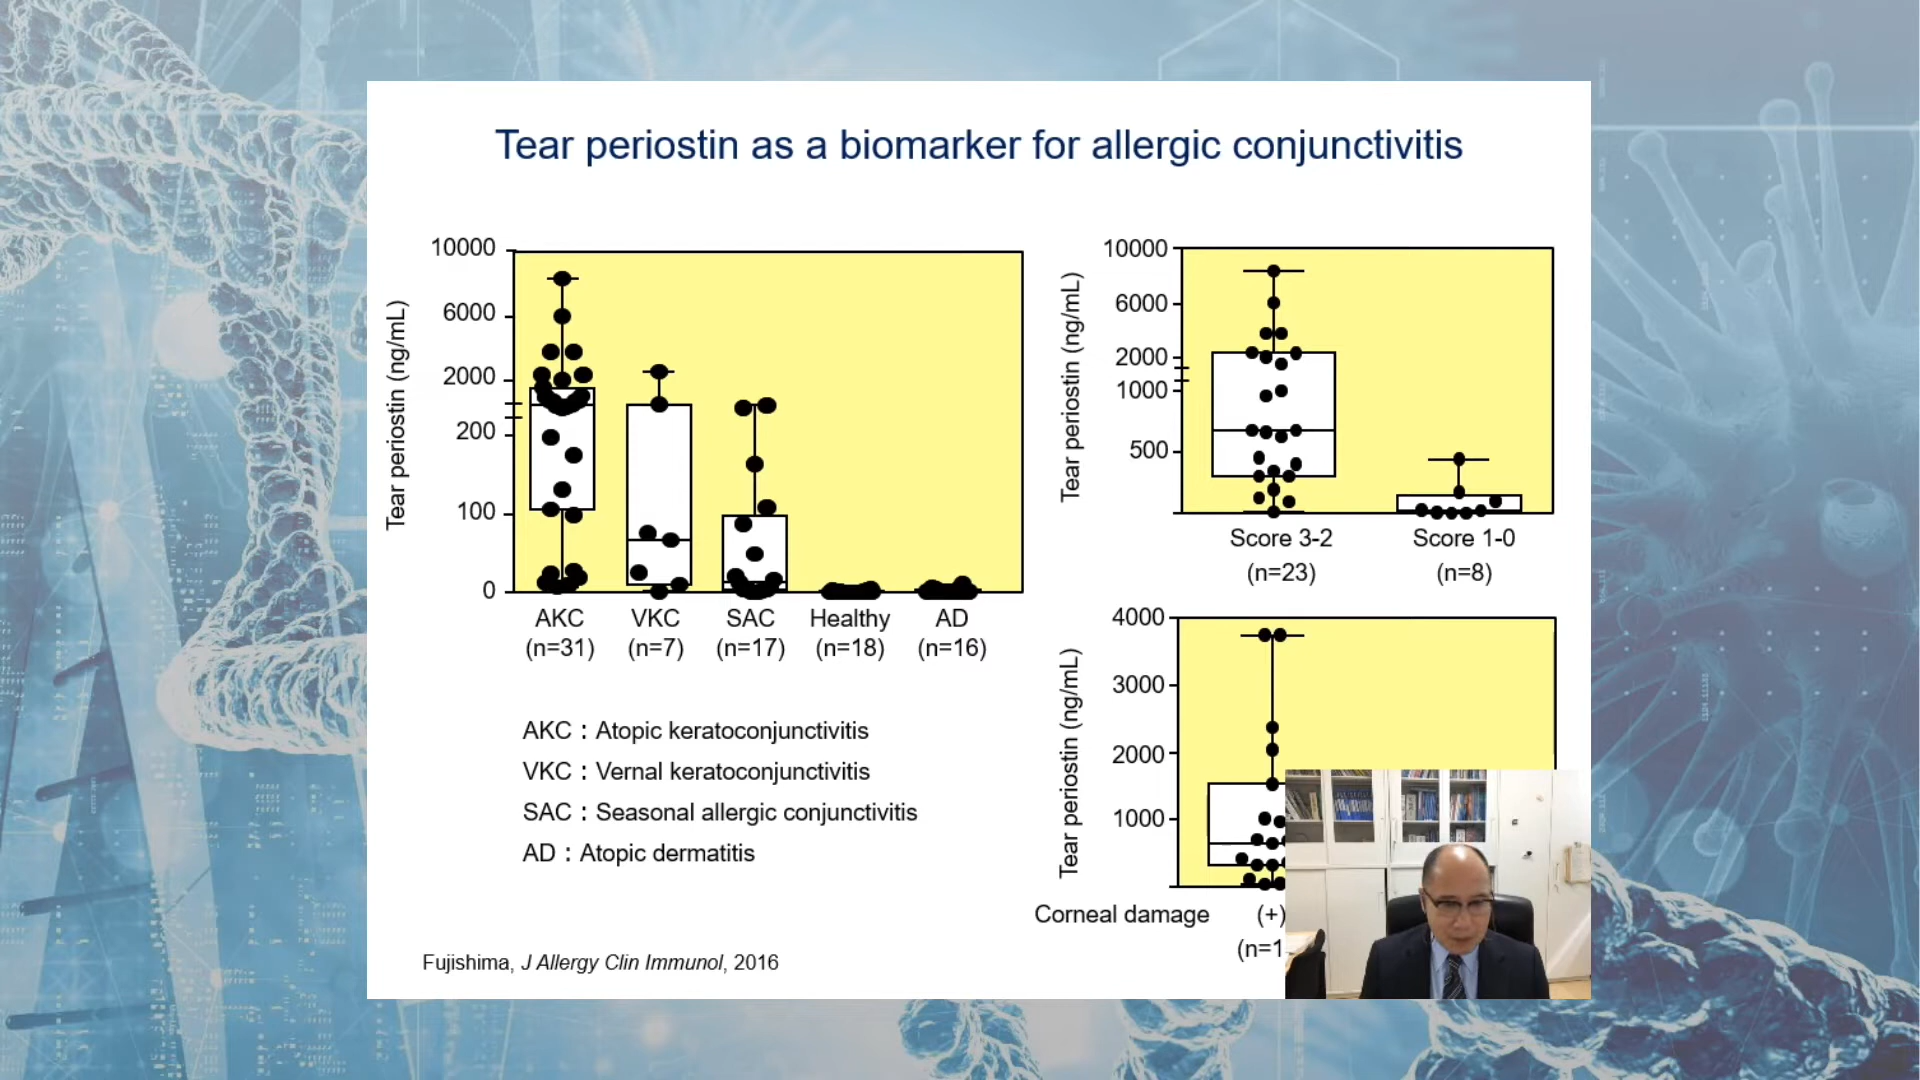 Tear periostin as a biomarker for allergic conjunctivitis
Tear periostin (ng/mL)
10000
6000
2000
200
100
0
AKC
(n=31)
VKC
(n=7)
SAC
(n=17)
Healthy
(n=18)
AD
(n=16)
AKC : Atopic keratoconjunctivitis
VKC : Vernal keratoconjunctivitis
SAC : Seasonal allergic conjunctivitis
AD : Atopic dermatitis
Fujishima, J Allergy Clin Immunol, 2016
Tear periostin (ng/mL)
10000
6000
2000
1000
500
Score 3-2
(n=23)
Score 1-0
(n=8)
Tear periostin (ng/mL)
4000
3000
2000
1000
Corneal damage (+)
(n=1